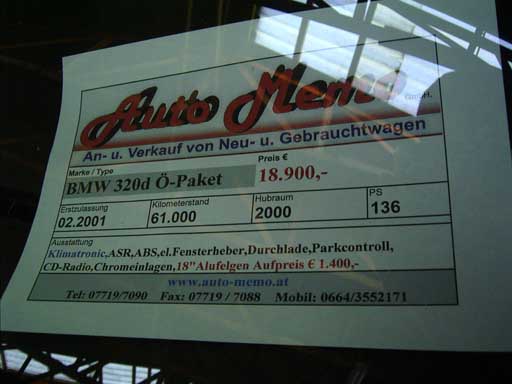 Auto Memo GmbH.
An- u. Verkauf von Neu- u. Gebrauchtwagen
Marke / Type Preis €
BMW 320d Ö-Paket 18.900,-
Erstzulassung Kilometerstand Hubraum PS
02.2001 61.000 2000 136
Ausstattung
Klimatronic,ASR,ABS,el.Fensterheber,Durchlade,Parkcontroll,
CD-Radio,Chromeinlagen,18"Alufelgen Aufpreis € 1.400,-
www.auto-memo.at
Tel: 07719/7090 Fax: 07719 / 7088 Mobil: 0664/3552171